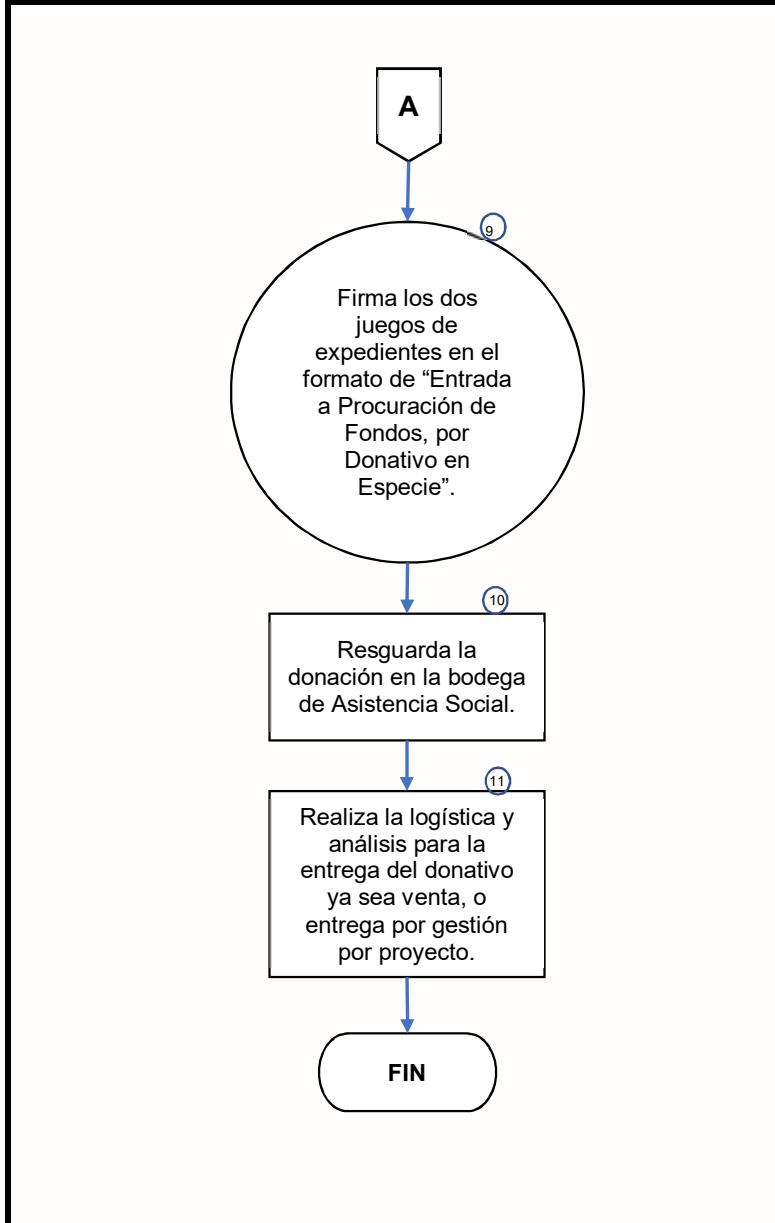 A
9
Firma los dos
juegos de
expedientes en el
formato de “Entrada
a Procuración de
Fondos, por
Donativo en
Especie”.
10
Resguarda la
donación en la bodega
de Asistencia Social.
11
Realiza la logística y
análisis para la
entrega del donativo
ya sea venta, o
entrega por gestión
por proyecto.
FIN